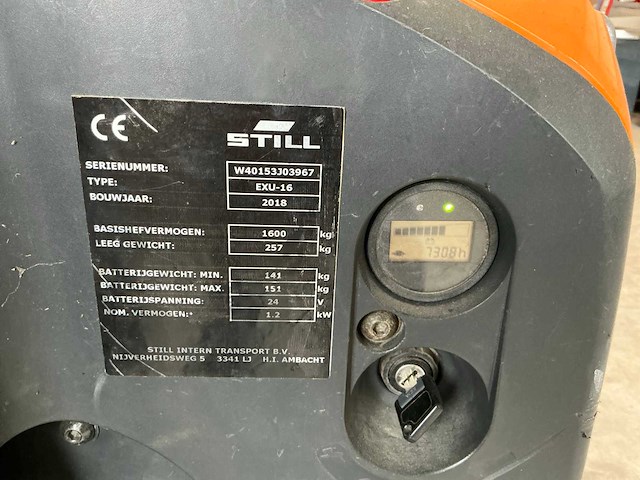 CE STILL
SERIENUMMER: W40153J03967
TYPE: EXU-16
BOUWJAAR: 2018
BASISHEFVERMOGEN: 1600 kg
LEEG GEWICHT: 257 kg
BATTERIJGEWICHT MIN. 141 kg
BATTERIJGEWICHT MAX. 151 kg
BATTERIJSPANNING: 24 V
NOM. VERMOGEN:* 1.2 kW
STILL INTERN TRANSPORT B.V.
NIJVERHEIDSWEG 5 3341 LJ H.I. AMBACHT